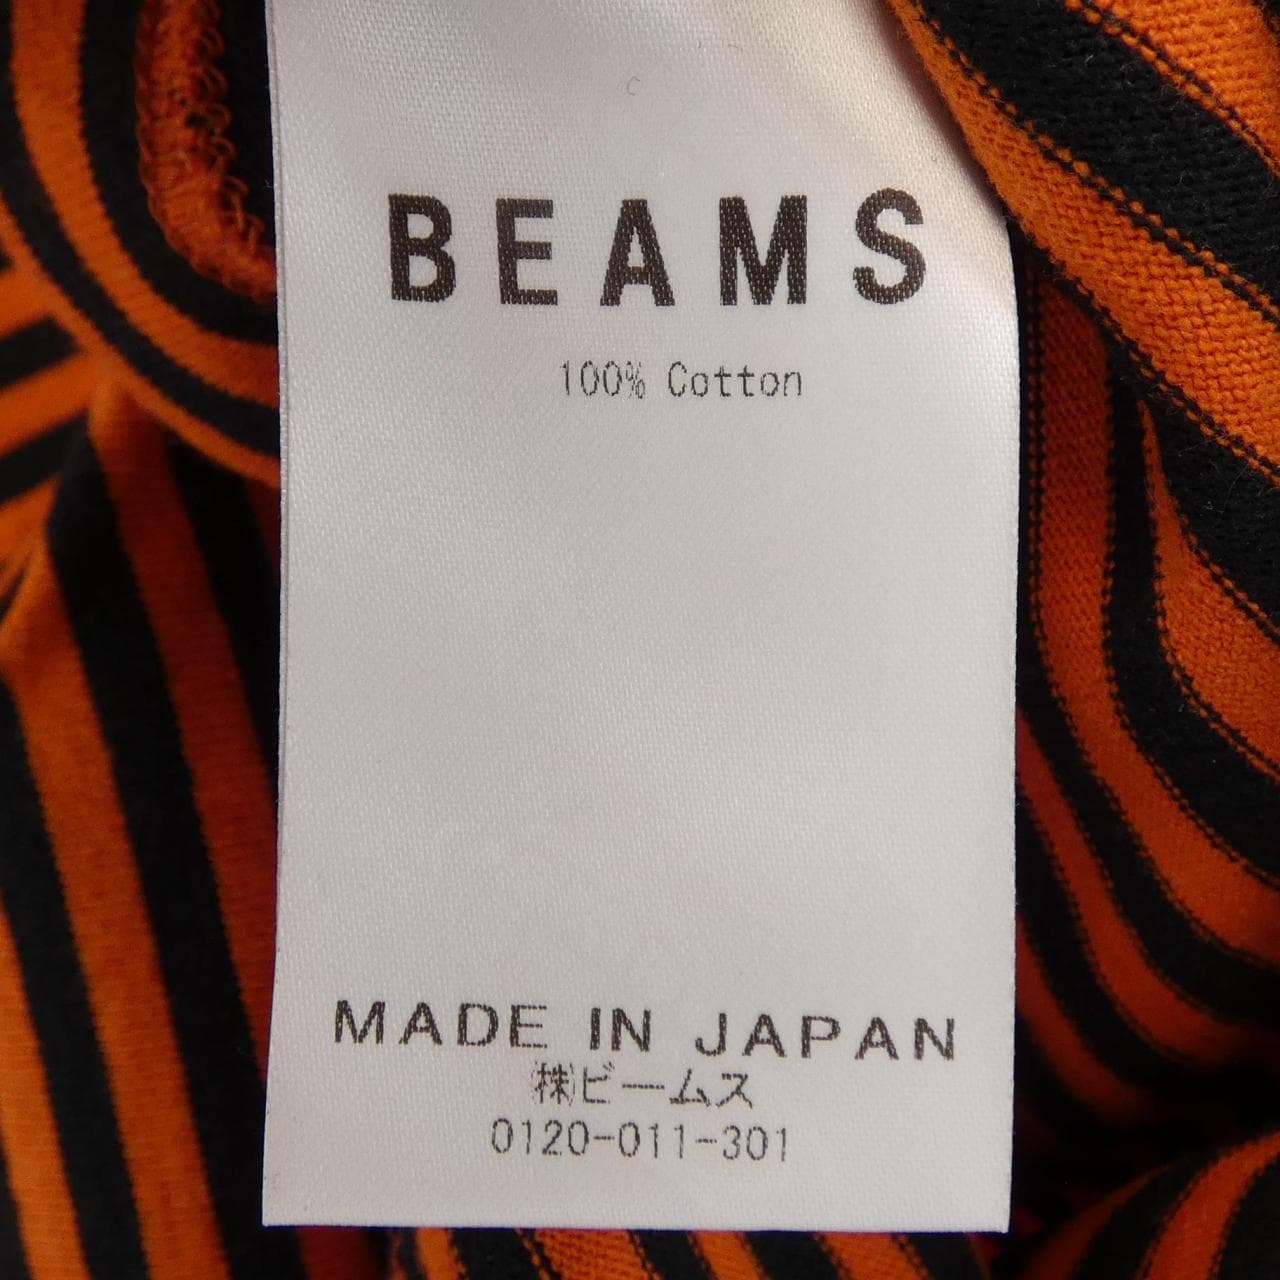 BEAMS
100% Cotton
MADE IN JAPAN
㈱ビームス
0120-011-301